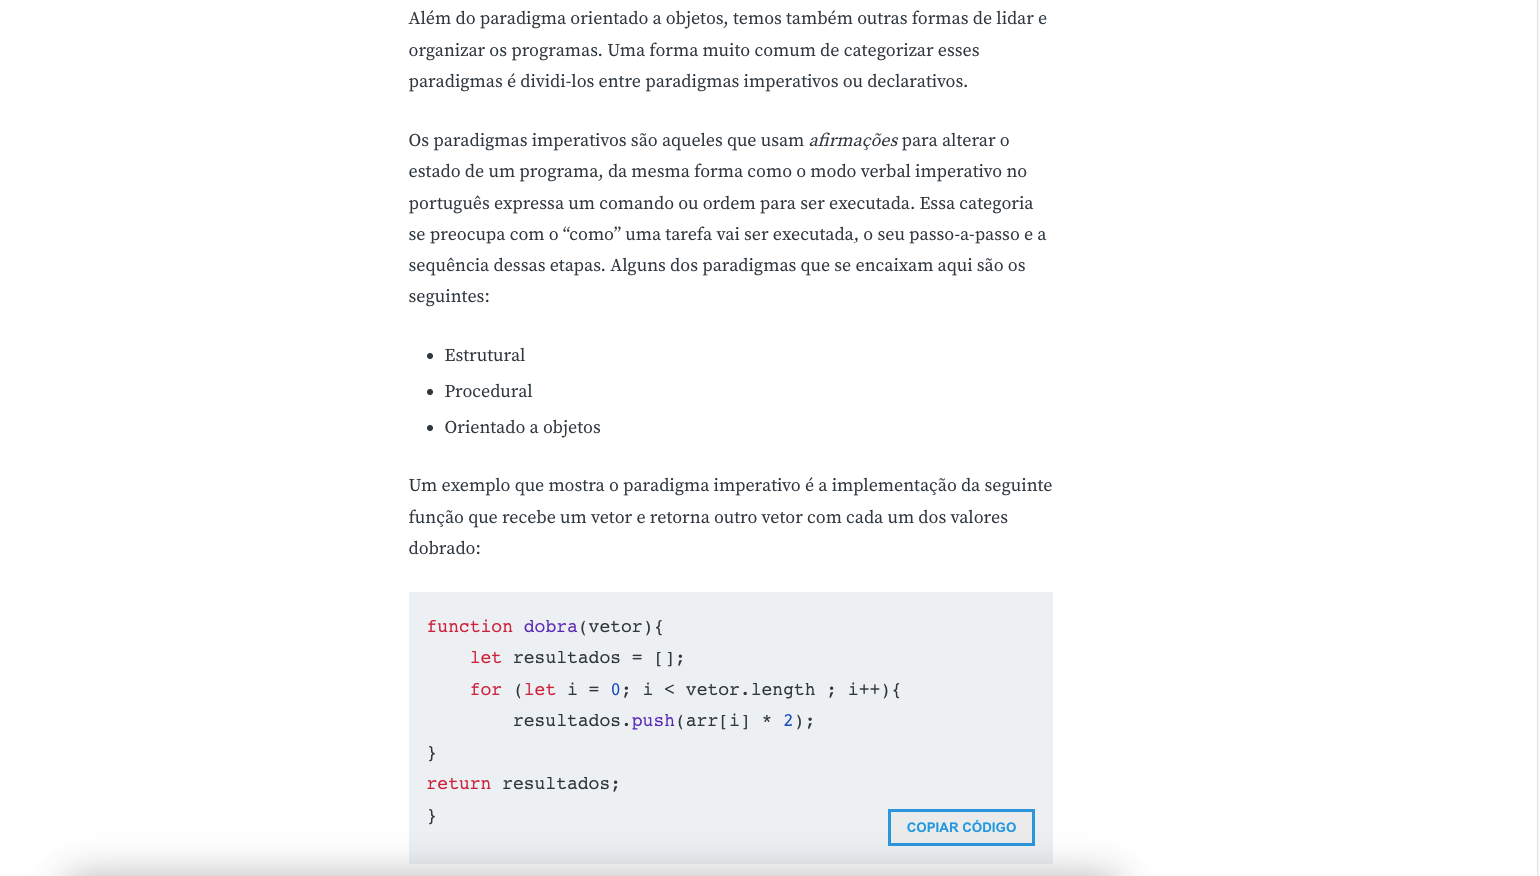 Além do paradigma orientado a objetos, temos também outras formas de lidar e
organizar os programas. Uma forma muito comum de categorizar esses
paradigmas é dividi-los entre paradigmas imperativos ou declarativos.
Os paradigmas imperativos são aqueles que usam afirmações para alterar o
estado de um programa, da mesma forma como o modo verbal imperativo no
português expressa um comando ou ordem para ser executada. Essa categoria
se preocupa com o “como” uma tarefa vai ser executada, o seu passo-a-passo e a
sequência dessas etapas. Alguns dos paradigmas que se encaixam aqui são os
seguintes:
• Estrutural
• Procedural
• Orientado a objetos
Um exemplo que mostra o paradigma imperativo é a implementação da seguinte
função que recebe um vetor e retorna outro vetor com cada um dos valores
dobrado:
function dobra(vetor){
    let resultados = [];
    for (let i = 0; i < vetor.length ; i++){
        resultados.push(arr[i] * 2);
}
return resultados;
}
COPIAR CÓDIGO